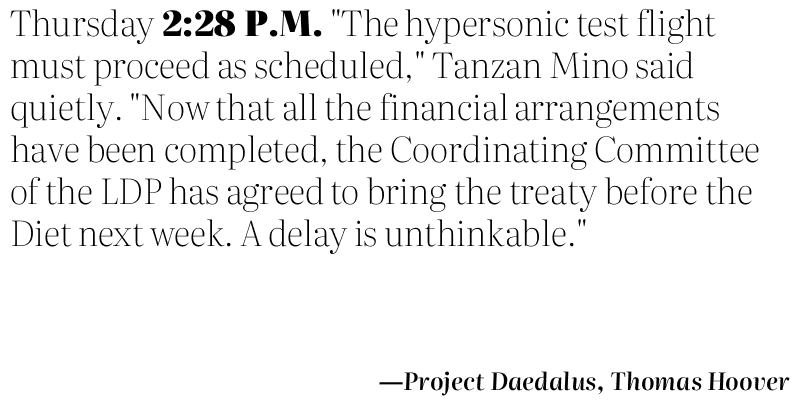 Thursday 2:28 P.M. "The hypersonic test flight
must proceed as scheduled," Tanzan Mino said
quietly. "Now that all the financial arrangements
have been completed, the Coordinating Committee
of the LDP has agreed to bring the treaty before the
Diet next week. A delay is unthinkable."
—Project Daedalus, Thomas Hoover